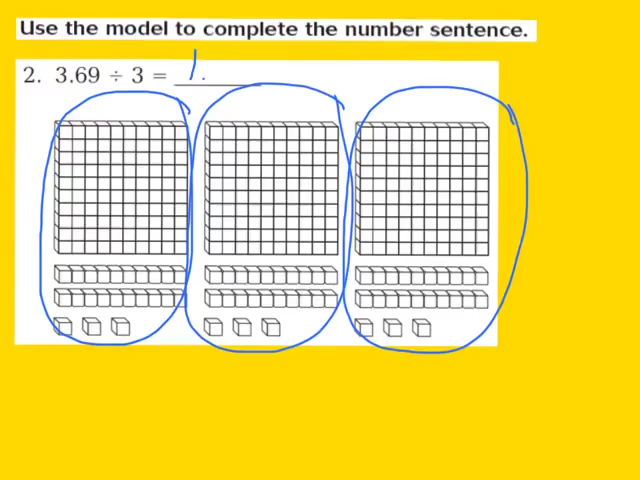 Use the model to complete the number sentence.
2. 3.69 ÷ 3 = 1.